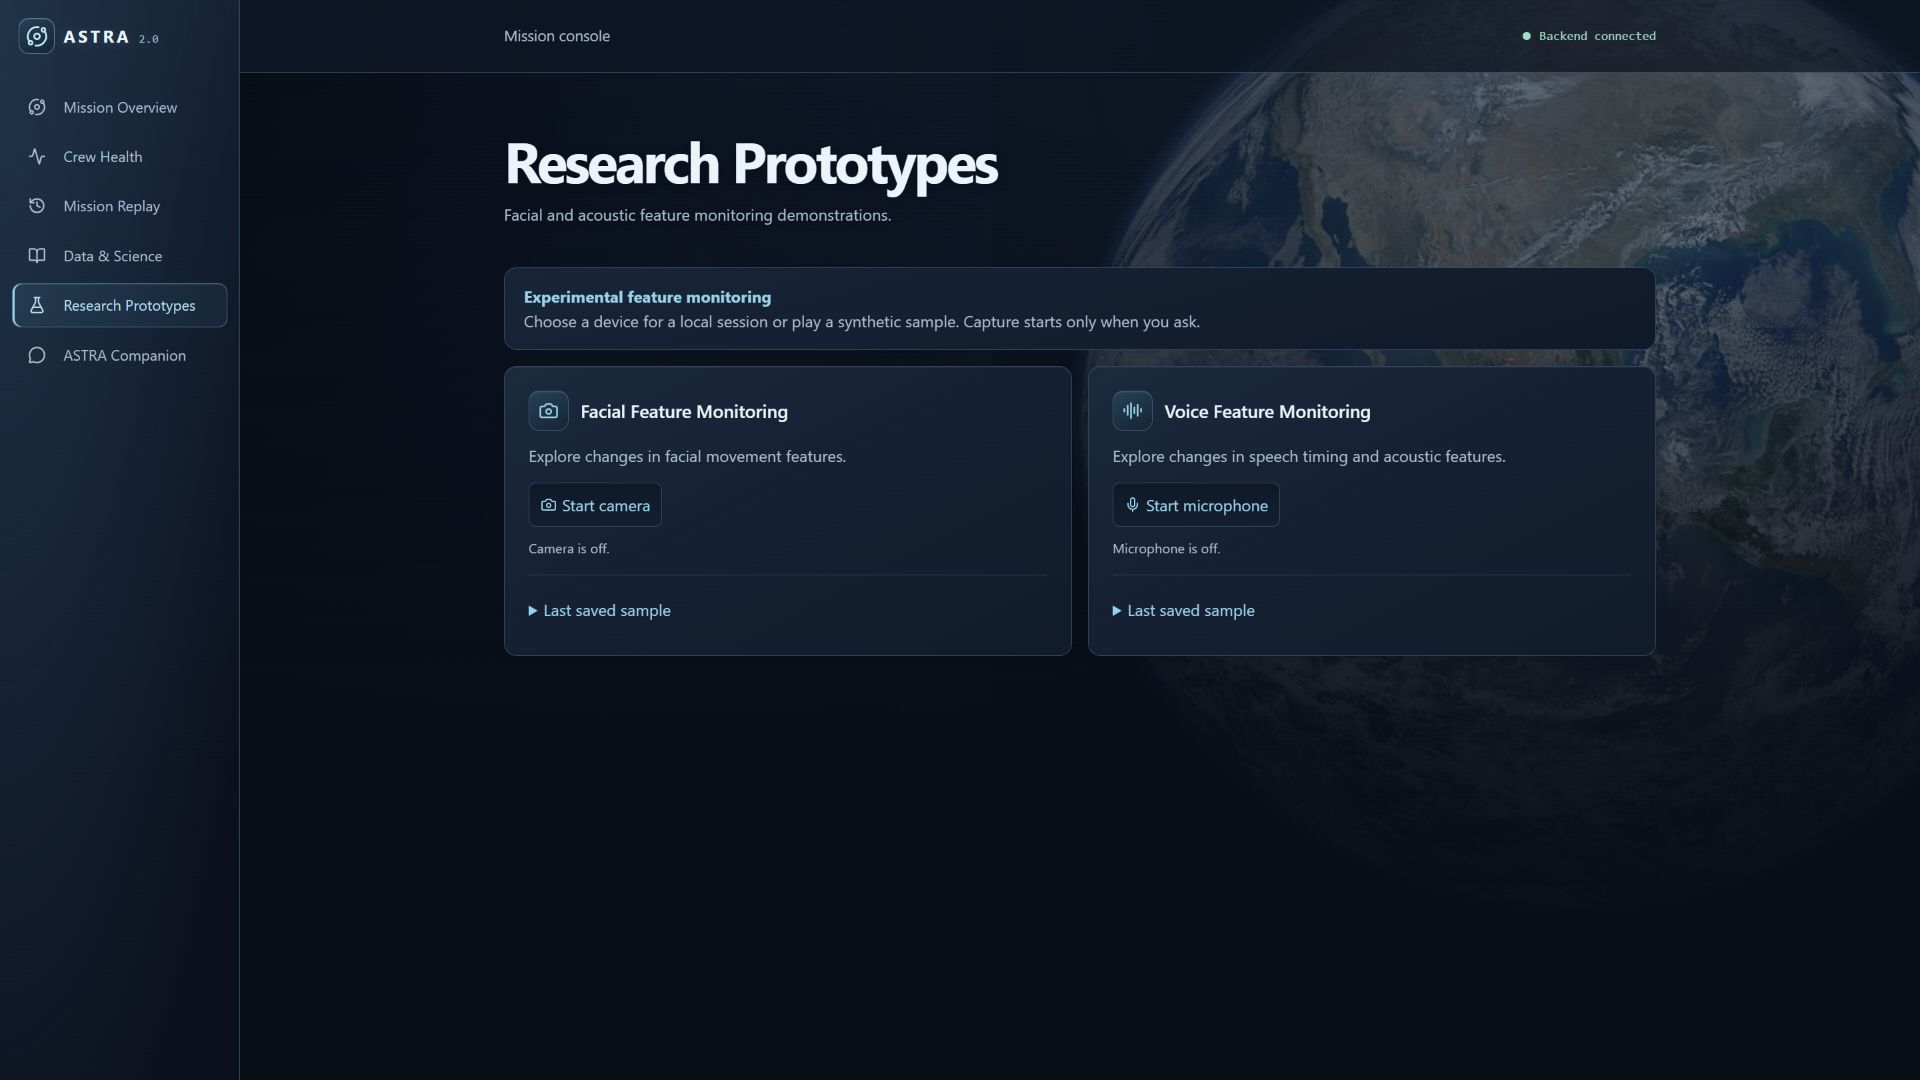 ASTRA 2.0
Mission Overview
Crew Health
Mission Replay
Data & Science
Research Prototypes
ASTRA Companion
Mission console
Backend connected
Research Prototypes
Facial and acoustic feature monitoring demonstrations.
Experimental feature monitoring
Choose a device for a local session or play a synthetic sample. Capture starts only when you ask.
Facial Feature Monitoring
Explore changes in facial movement features.
Start camera
Camera is off.
Last saved sample
Voice Feature Monitoring
Explore changes in speech timing and acoustic features.
Start microphone
Microphone is off.
Last saved sample